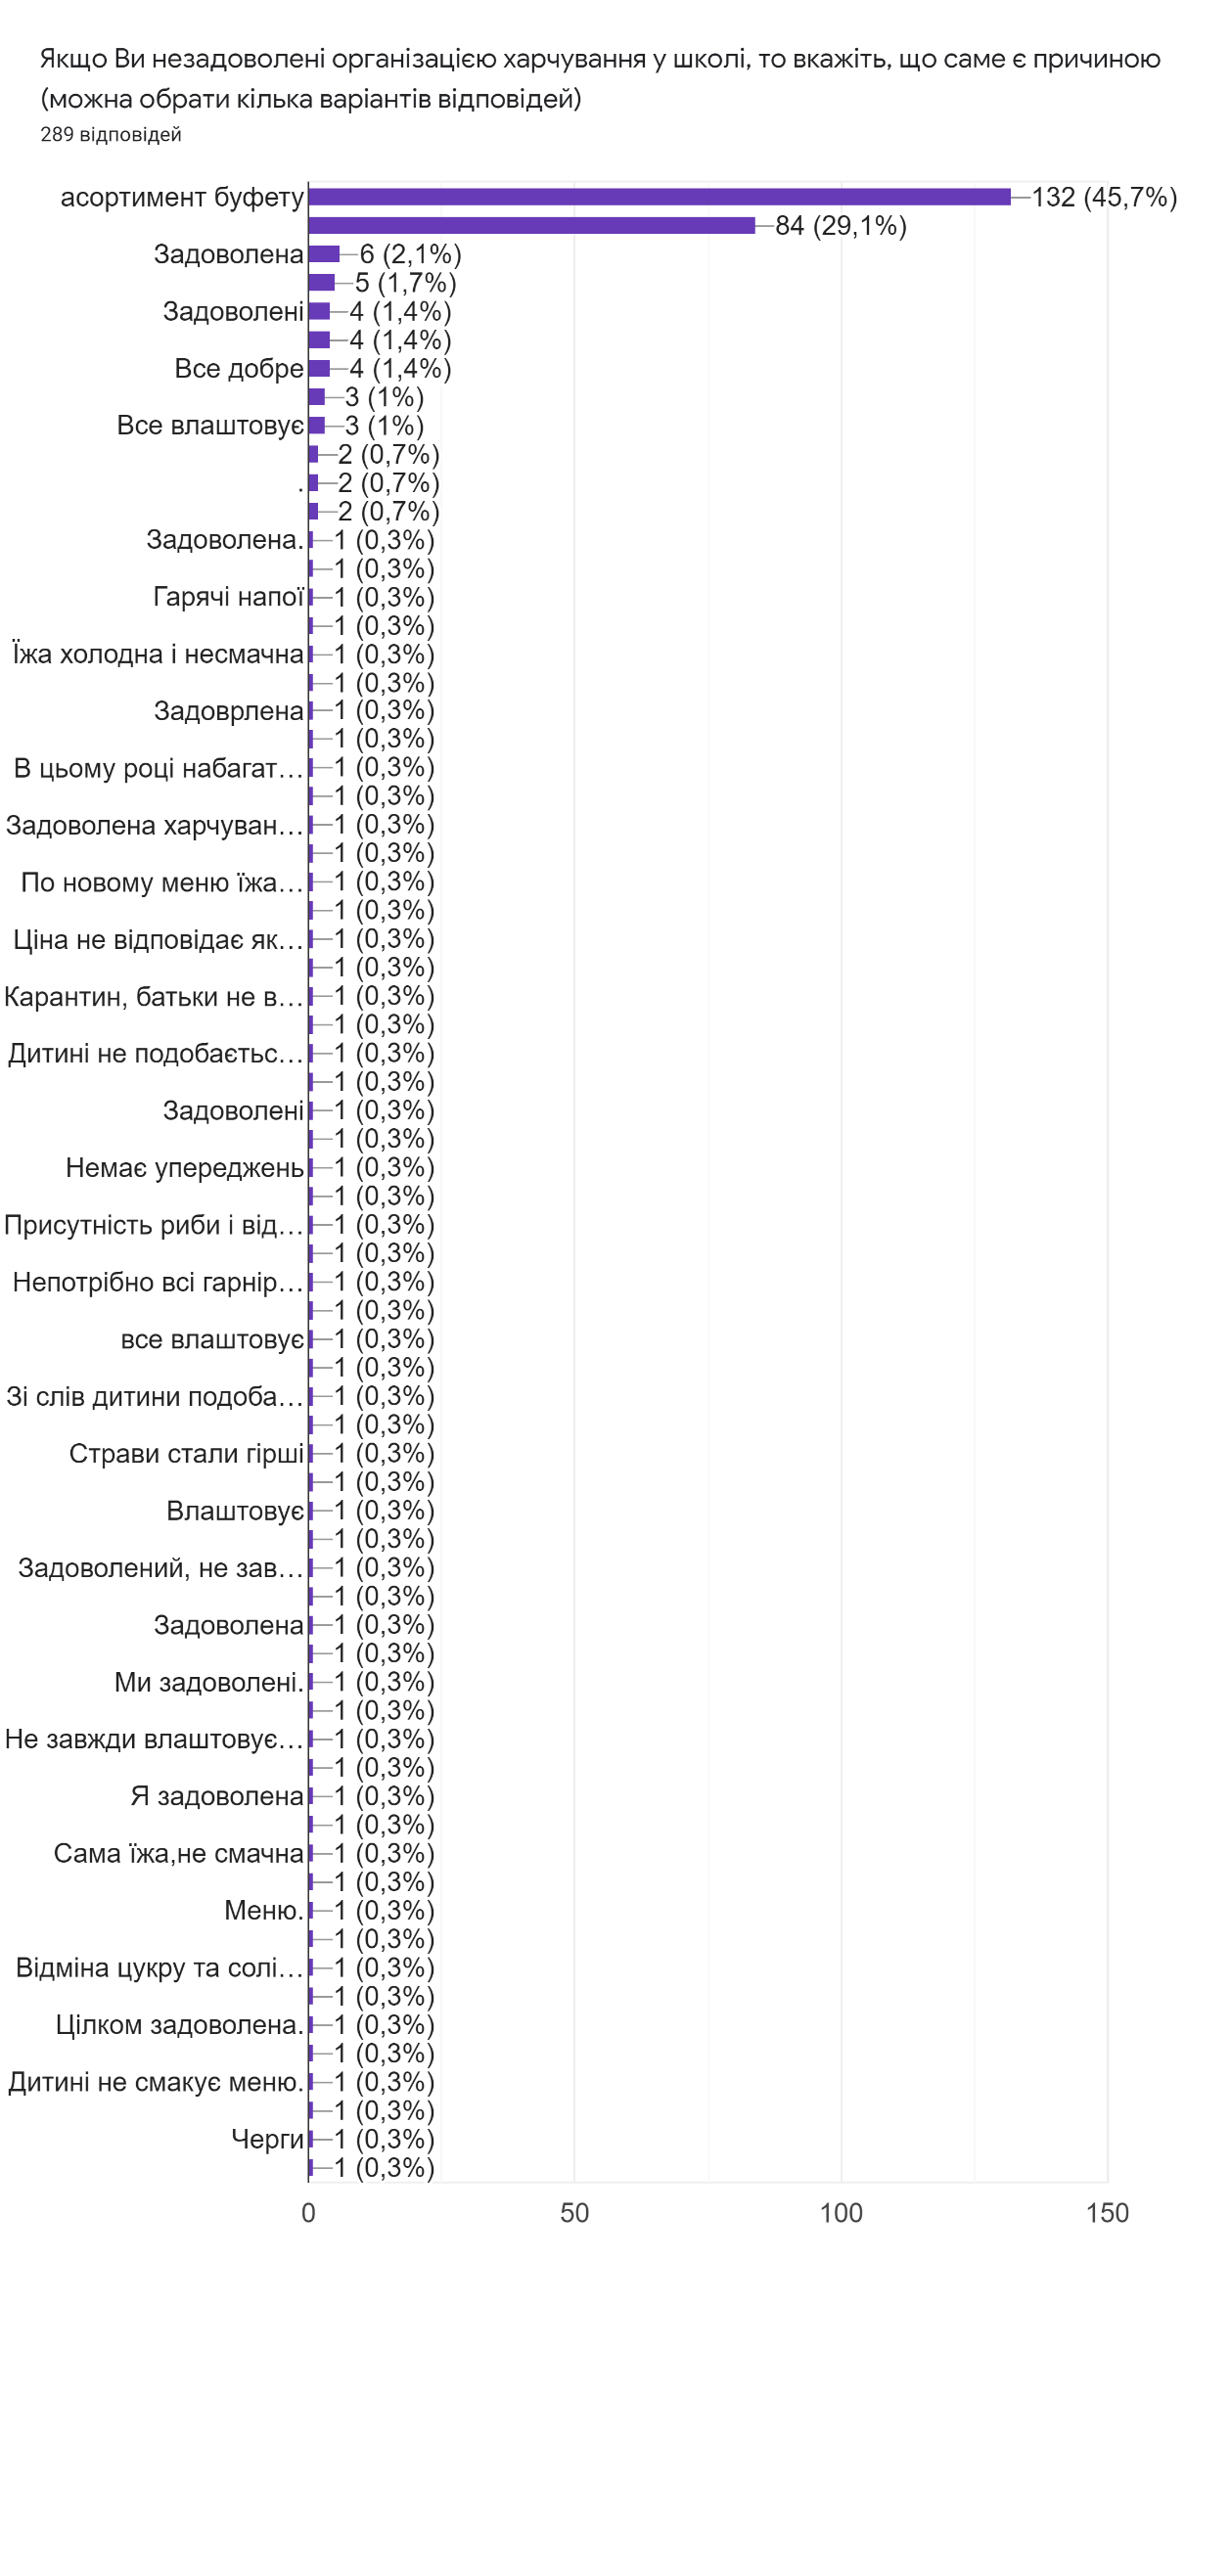 Якщо Ви незадоволені організацією харчування у школі, то вкажіть, що саме є причиною
(можна обрати кілька варіантів відповідей)
289 відповідей
асортимент буфету 132 (45,7%)
84 (29,1%)
Задоволена 6 (2,1%)
5 (1,7%)
Задоволені 4 (1,4%)
4 (1,4%)
Все добре 4 (1,4%)
3 (1%)
Все влаштовує 3 (1%)
2 (0,7%)
. 2 (0,7%)
2 (0,7%)
Задоволена. 1 (0,3%)
1 (0,3%)
Гарячі напої 1 (0,3%)
1 (0,3%)
Їжа холодна і несмачна 1 (0,3%)
1 (0,3%)
Задоврлена 1 (0,3%)
1 (0,3%)
В цьому році набагат… 1 (0,3%)
1 (0,3%)
Задоволена харчуван… 1 (0,3%)
1 (0,3%)
По новому меню їжа… 1 (0,3%)
1 (0,3%)
Ціна не відповідає як… 1 (0,3%)
1 (0,3%)
Карантин, батьки не в… 1 (0,3%)
1 (0,3%)
Дитині не подобаєтьс… 1 (0,3%)
1 (0,3%)
Задоволені 1 (0,3%)
1 (0,3%)
Немає упереджень 1 (0,3%)
1 (0,3%)
Присутність риби і від… 1 (0,3%)
1 (0,3%)
Непотрібно всі гарнір… 1 (0,3%)
1 (0,3%)
все влаштовує 1 (0,3%)
1 (0,3%)
Зі слів дитини подоба… 1 (0,3%)
1 (0,3%)
Страви стали гірші 1 (0,3%)
1 (0,3%)
Влаштовує 1 (0,3%)
1 (0,3%)
Задоволений, не зав… 1 (0,3%)
1 (0,3%)
Задоволена 1 (0,3%)
1 (0,3%)
Ми задоволені. 1 (0,3%)
1 (0,3%)
Не завжди влаштовує… 1 (0,3%)
1 (0,3%)
Я задоволена 1 (0,3%)
1 (0,3%)
Сама їжа,не смачна 1 (0,3%)
1 (0,3%)
Меню. 1 (0,3%)
1 (0,3%)
Відміна цукру та солі… 1 (0,3%)
1 (0,3%)
Цілком задоволена. 1 (0,3%)
1 (0,3%)
Дитині не смакує меню. 1 (0,3%)
1 (0,3%)
Черги 1 (0,3%)
1 (0,3%)
0 50 100 150